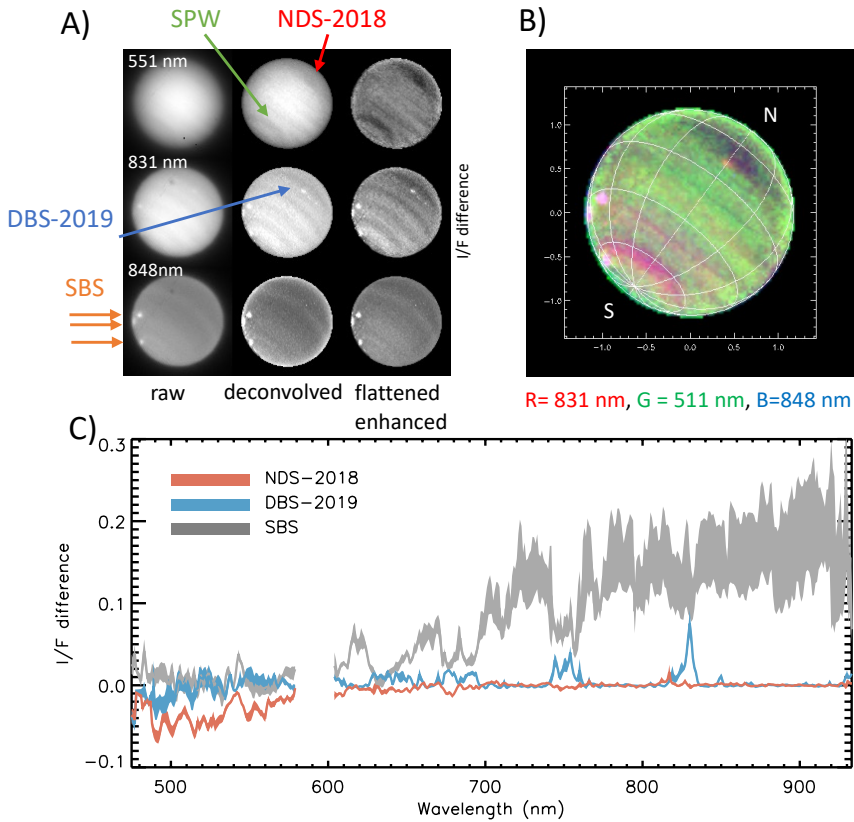 A)
SPW
NDS-2018
551 nm
831 nm
DBS-2019
848nm
SBS
raw
deconvolved
flattened
enhanced
I/F difference
B)
N
S
1.0
0.5
0.0
−0.5
−1.0
−1.0
−0.5
0.0
0.5
1.0
R= 831 nm, G = 511 nm, B=848 nm
C)
0.3
0.2
0.1
0.0
−0.1
I/F difference
NDS−2018
DBS−2019
SBS
500
600
700
800
900
Wavelength (nm)